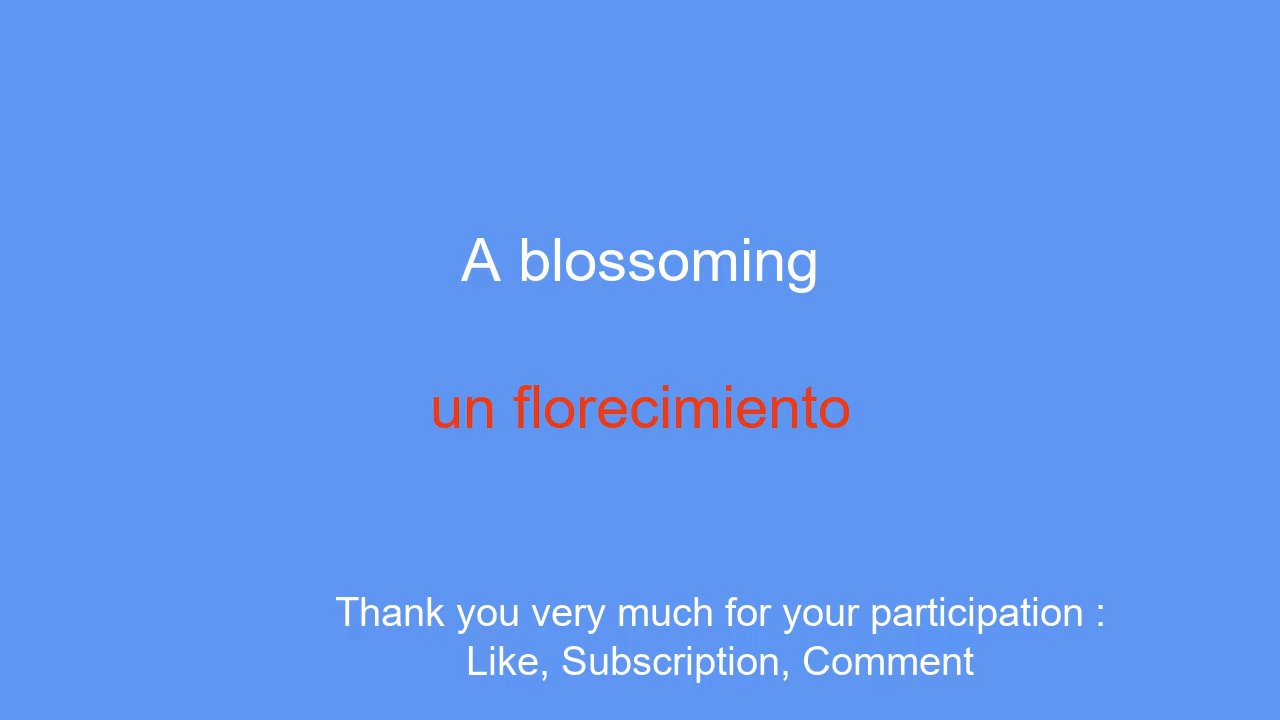 A blossoming
un florecimiento
Thank you very much for your participation :
Like, Subscription, Comment